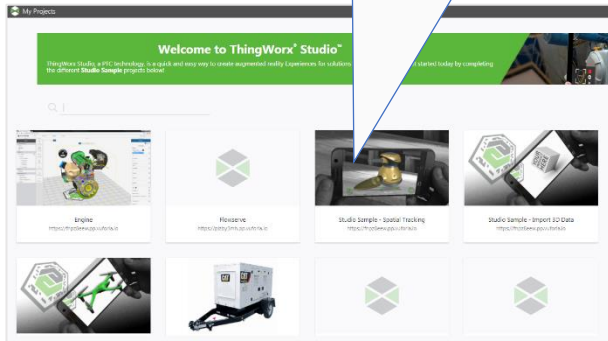 My Projects
Welcome to ThingWorx® Studio™
ThingWorx Studio, a PTC technology, is a quick and easy way to create augmented reality Experiences for solutions t started today by completing
the different Studio Sample projects below!
Engine
Flowserve
Studio Sample - Spatial Tracking
Studio Sample - Import 3D Data
CAT